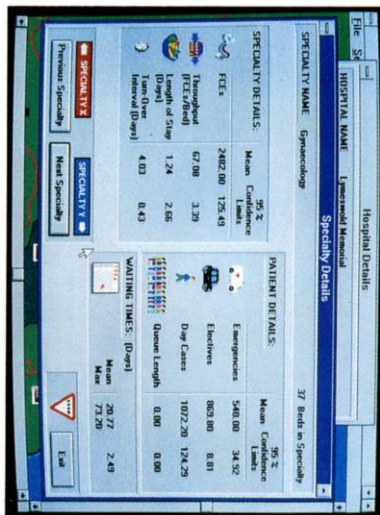 Hospital Details
File Se
HOSPITAL NAME Lymeswold Memorial
Specialty Details
SPECIALTY NAME Gynaecology 37 Beds in Specialty
SPECIALTY DETAILS:
Mean 95 % Confidence Limits
FCEs 2482.00 125.49
Throughput (FCEs/Bed) 67.08 3.39
Length of Stay (Days) 1.24 2.66
Turn-Over Interval (Days) 4.03 0.43
SPECIALTY X
SPECIALTY Y
Previous Specialty
Next Specialty
PATIENT DETAILS:
Mean 95 % Confidence Limits
Emergencies 540.00 34.92
Electives 869.80 8.81
Day Cases 1072.20 124.29
Queue Length 0.00 0.00
WAITING TIMES: (Days)
Mean 20.77 2.49
Max 73.20
Exit